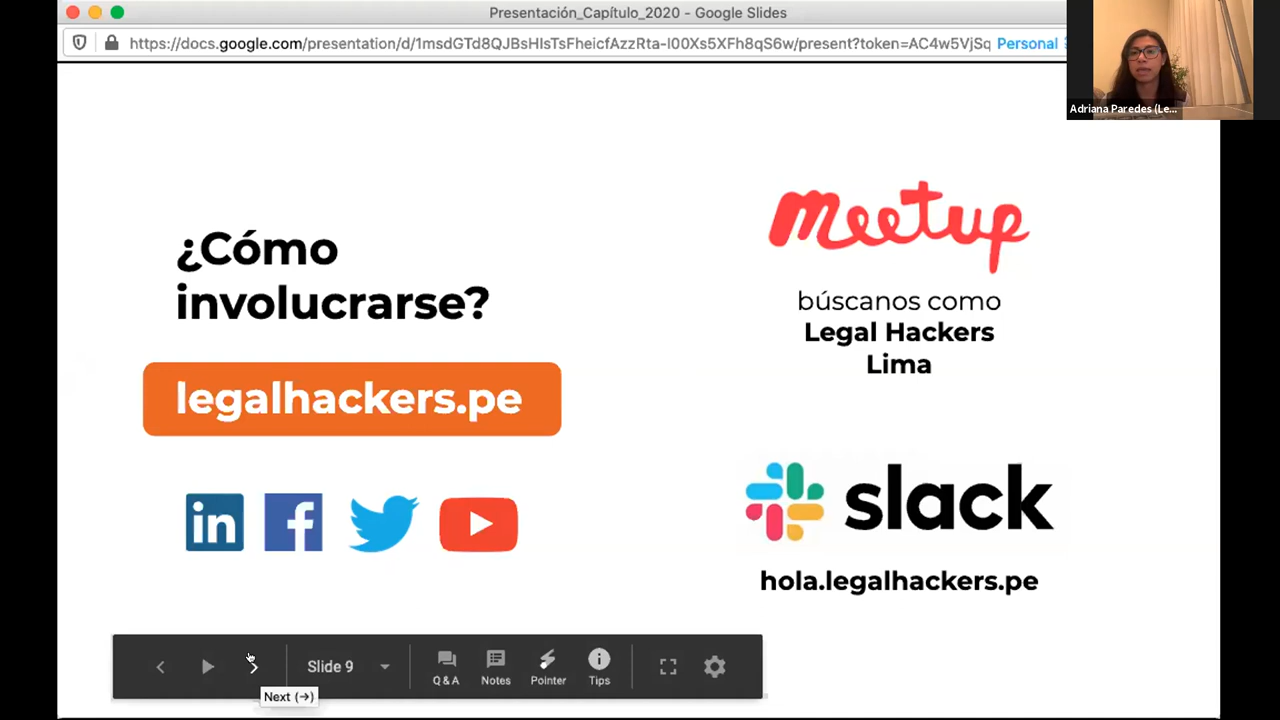 Presentación_Capítulo_2020 - Google Slides
https://docs.google.com/presentation/d/1msdGTd8QJBsHIsTsFheicfAzzRta-I00Xs5XFh8qS6w/present?token=AC4w5VjSq
Personal
Adriana Paredes (Le...
¿Cómo
involucrarse?
legalhackers.pe
in
f
meetup
búscanos como
Legal Hackers
Lima
slack
hola.legalhackers.pe
Slide 9
Q & A
Notes
Pointer
Tips
Next (→)